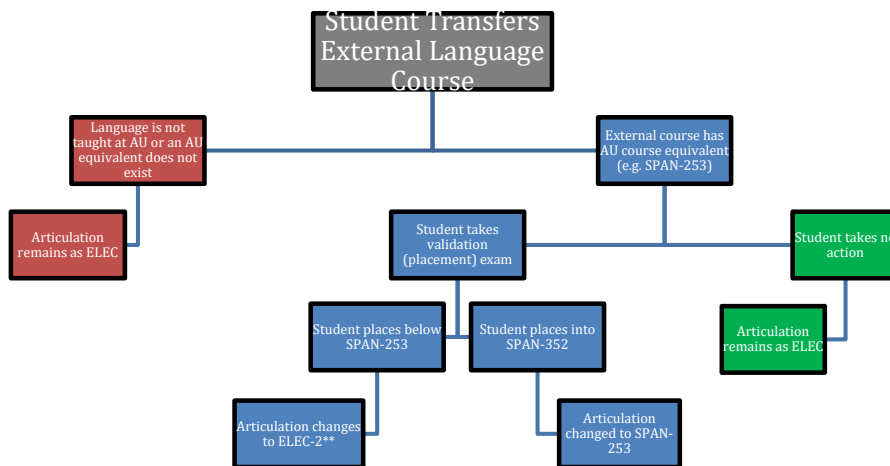 Student Transfers
External Language
Course
Language is not
taught at AU or an AU
equivalent does not
exist
External course has
AU course equivalent
(e.g. SPAN-253)
Articulation
remains as ELEC
Student takes
validation
(placement) exam
Student takes no
action
Student places below
SPAN-253
Student places into
SPAN-352
Articulation
remains as ELEC
Articulation changes
to ELEC-2**
Articulation
changed to SPAN-
253